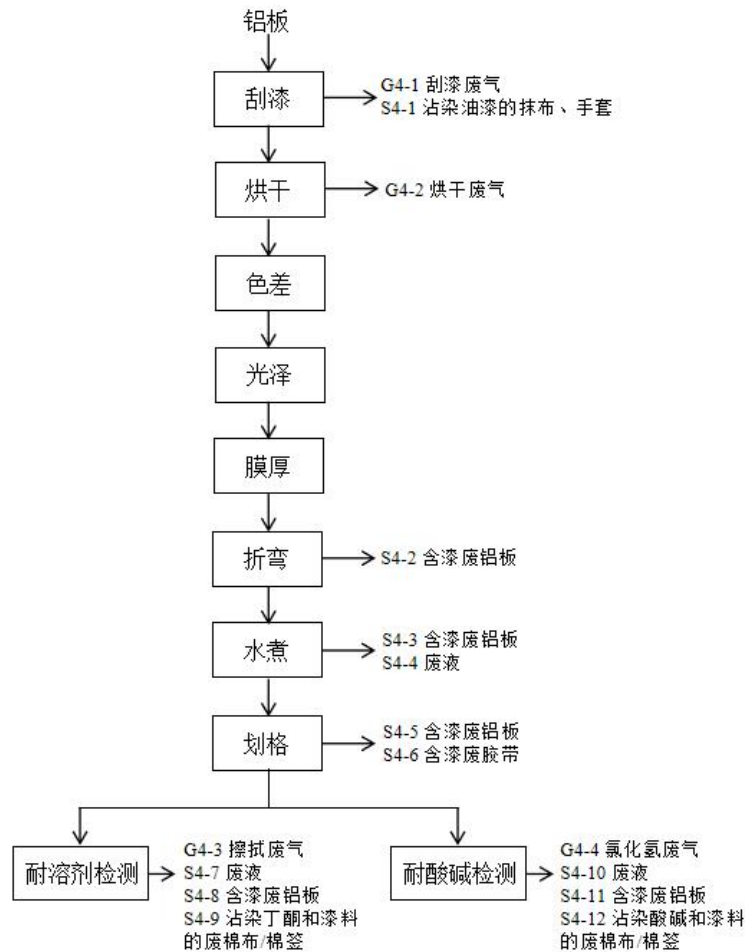 铝板
刮漆
G4-1 刮漆废气
S4-1 沾染油漆的抹布、手套
烘干
G4-2 烘干废气
色差
光泽
膜厚
折弯
S4-2 含漆废铝板
水煮
S4-3 含漆废铝板
S4-4 废液
划格
S4-5 含漆废铝板
S4-6 含漆废胶带
耐溶剂检测
G4-3 擦拭废气
S4-7 废液
S4-8 含漆废铝板
S4-9 沾染丁酮和漆料
的废棉布/棉签
耐酸碱检测
G4-4 氯化氢废气
S4-10 废液
S4-11 含漆废铝板
S4-12 沾染酸碱和漆料
的废棉布/棉签